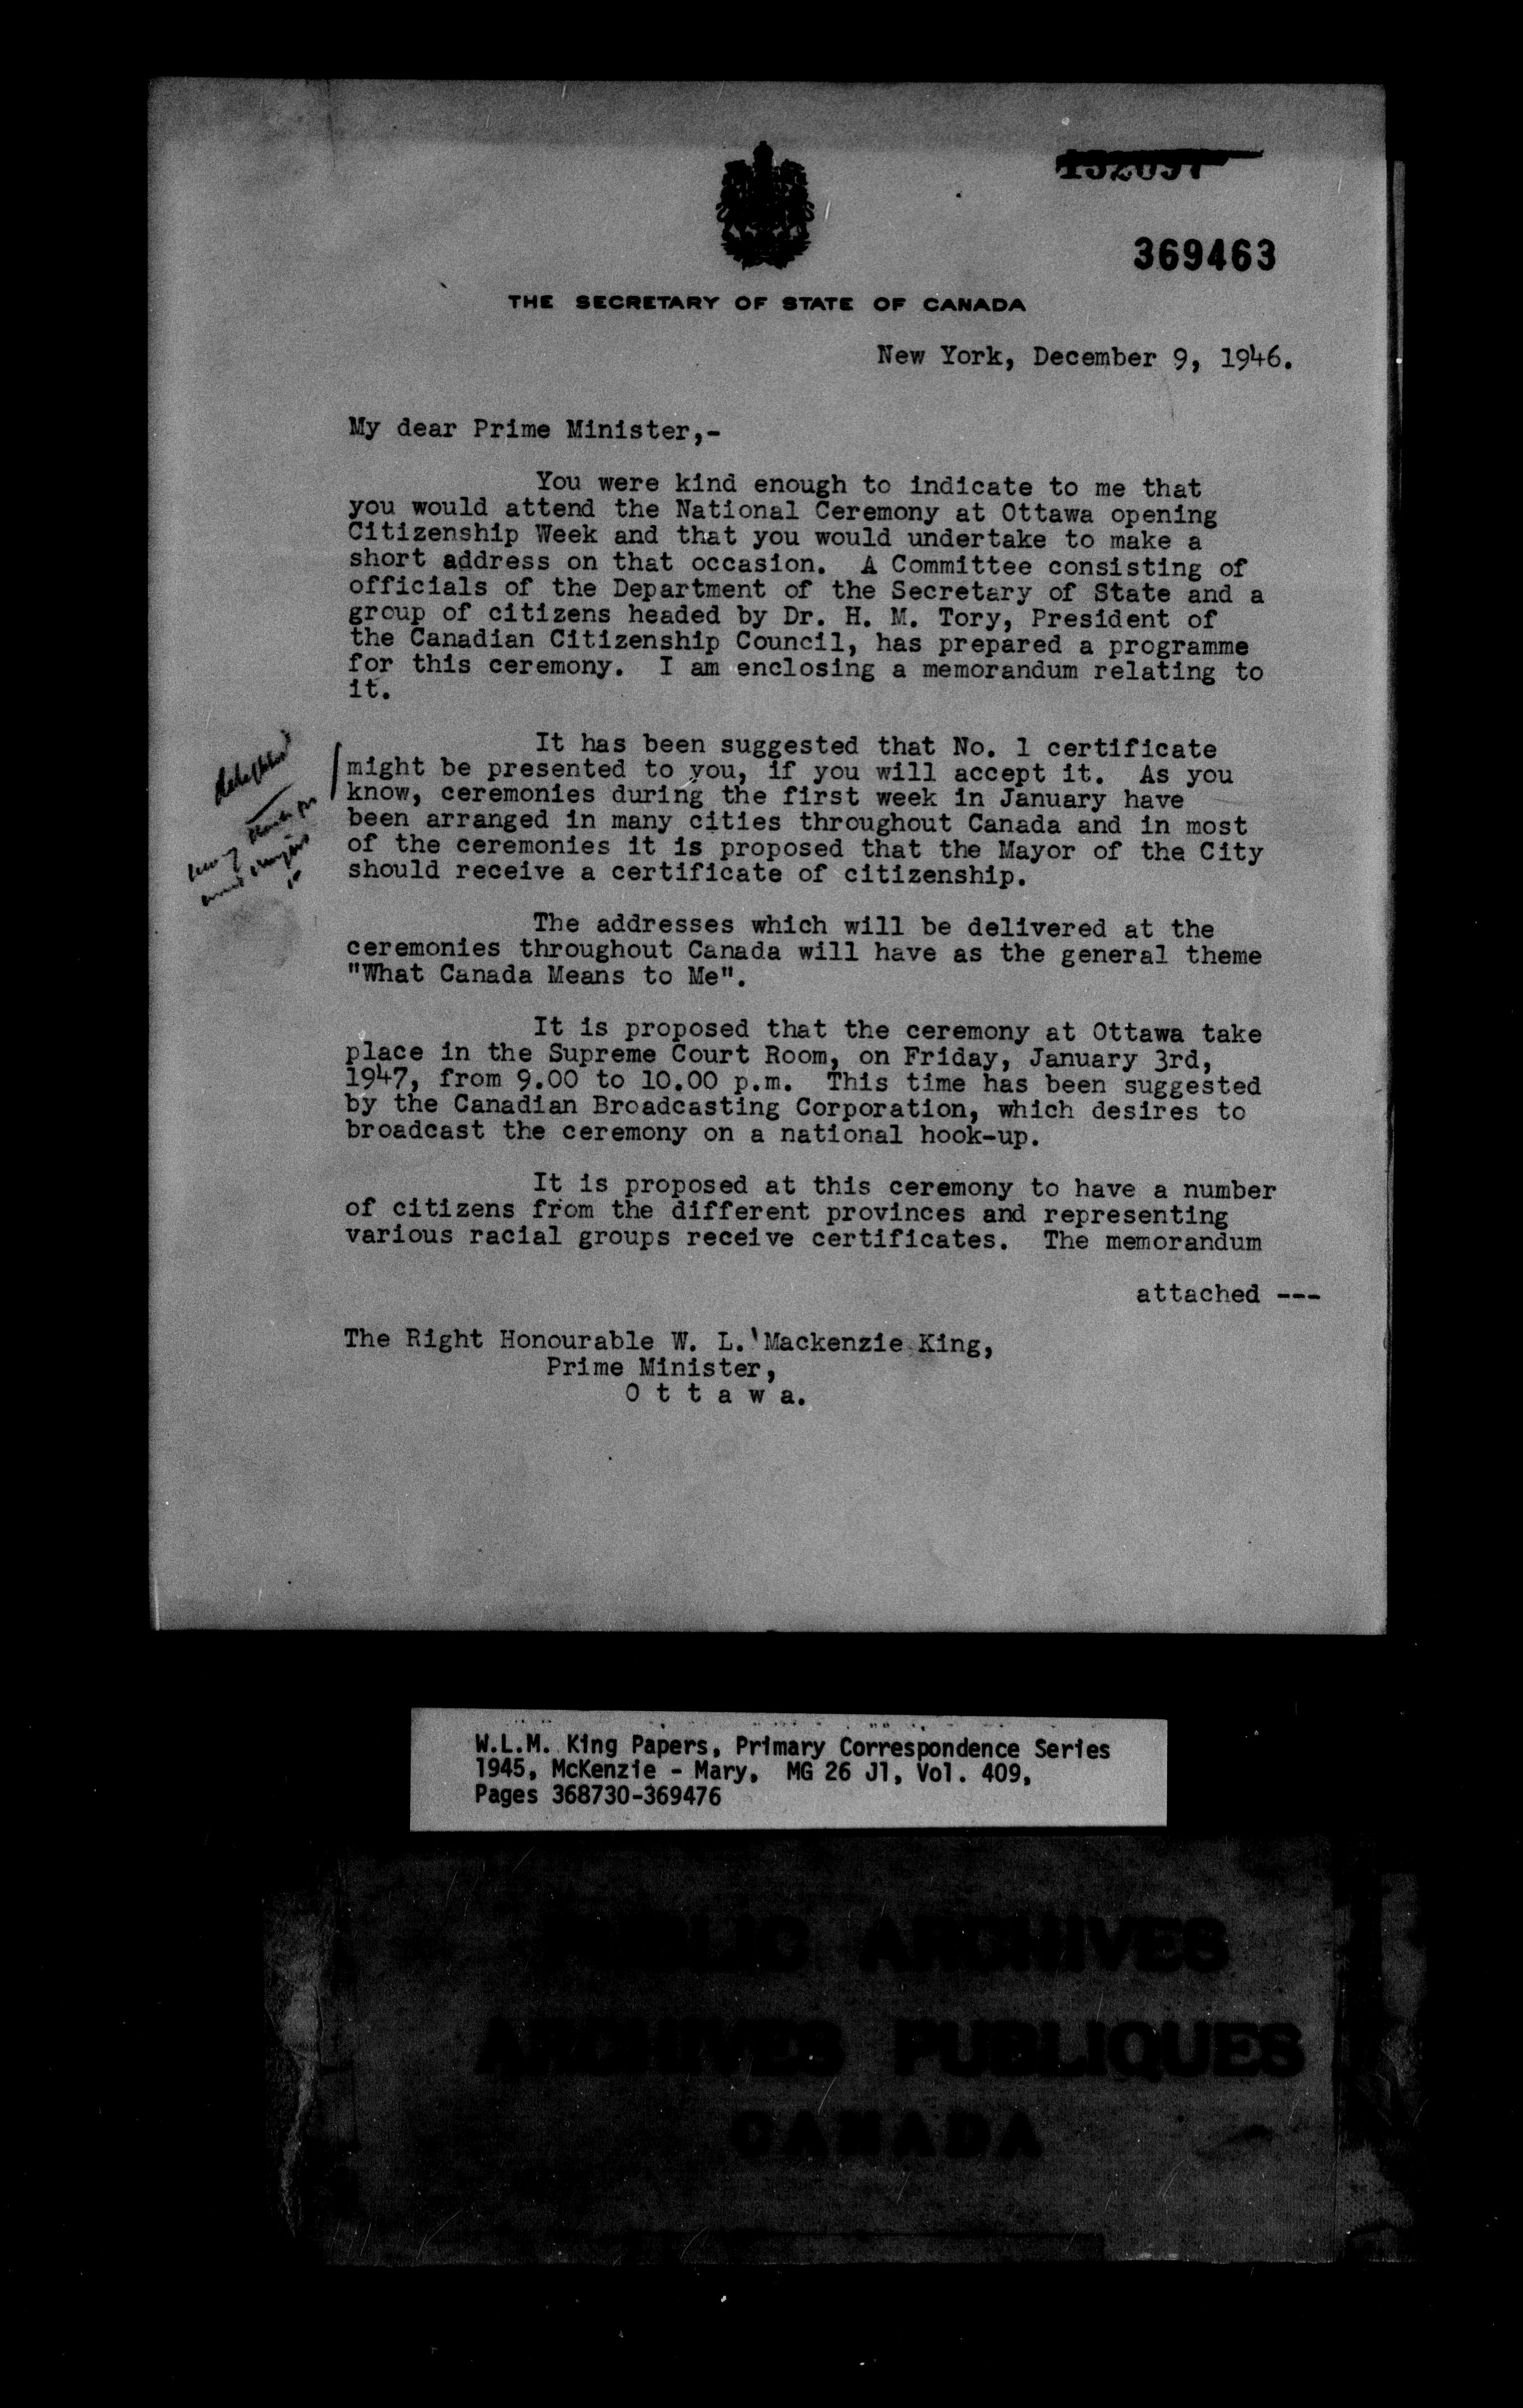 369463
THE SECRETARY OF STATE OF CANADA
New York, December 9, 1946.
My dear Prime Minister,-
You were kind enough to indicate to me that
you would attend the National Ceremony at Ottawa opening
Citizenship Week and that you would undertake to make a
short address on that occasion. A Committee consisting of
officials of the Department of the Secretary of State and a
group of citizens headed by Dr. H. M. Tory, President of
the Canadian Citizenship Council, has prepared a programme
for this ceremony. I am enclosing a memorandum relating to
it.
It has been suggested that No. 1 certificate
might be presented to you, if you will accept it. As you
know, ceremonies during the first week in January have
been arranged in many cities throughout Canada and in most
of the ceremonies it is proposed that the Mayor of the City
should receive a certificate of citizenship.
The addresses which will be delivered at the
ceremonies throughout Canada will have as the general theme
"What Canada Means to Me".
It is proposed that the ceremony at Ottawa take
place in the Supreme Court Room, on Friday, January 3rd,
1947, from 9.00 to 10.00 p.m. This time has been suggested
by the Canadian Broadcasting Corporation, which desires to
broadcast the ceremony on a national hook-up.
It is proposed at this ceremony to have a number
of citizens from the different provinces and representing
various racial groups receive certificates. The memorandum
attached ---
The Right Honourable W. L. Mackenzie King,
Prime Minister,
O t t a w a.
W.L.M. King Papers, Primary Correspondence Series
1945, McKenzie - Mary, MG 26 J1, Vol. 409,
Pages 368730-369476
PUBLIC ARCHIVES
ARCHIVES PUBLIQUES
CANADA